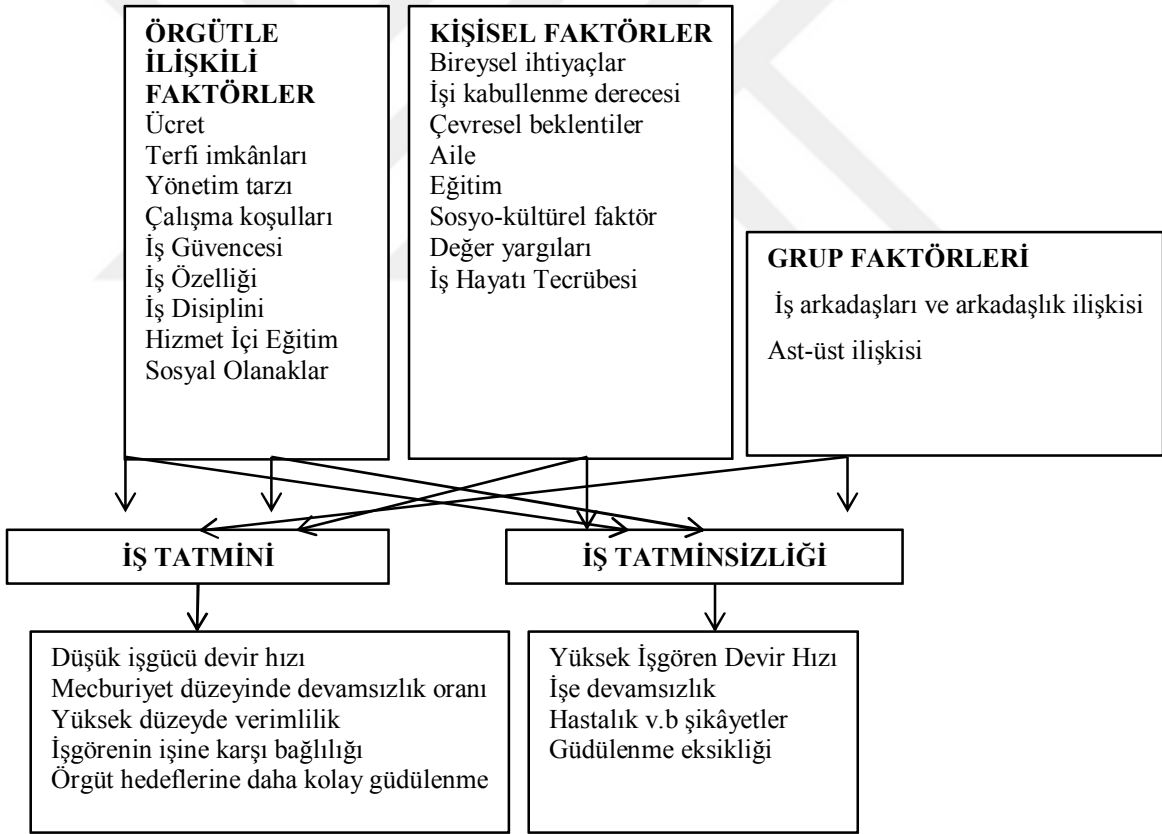 ÖRGÜTLE
İLİŞKİLİ
FAKTÖRLER
Ücret
Terfi imkânları
Yönetim tarzı
Çalışma koşulları
İş Güvencesi
İş Özelliği
İş Disiplini
Hizmet İçi Eğitim
Sosyal Olanaklar
KİŞİSEL FAKTÖRLER
Bireysel ihtiyaçlar
İşi kabullenme derecesi
Çevresel beklentiler
Aile
Eğitim
Sosyo-kültürel faktör
Değer yargıları
İş Hayatı Tecrübesi
GRUP FAKTÖRLERİ
İş arkadaşları ve arkadaşlık ilişkisi
Ast-üst ilişkisi
İŞ TATMİNİ
İŞ TATMİNSİZLİĞİ
Düşük işgücü devir hızı
Mecburiyet düzeyinde devamsızlık oranı
Yüksek düzeyde verimlilik
İşgörenin işine karşı bağlılığı
Örgüt hedeflerine daha kolay güdülenme
Yüksek İşgören Devir Hızı
İşe devamsızlık
Hastalık v.b şikâyetler
Güdülenme eksikliği